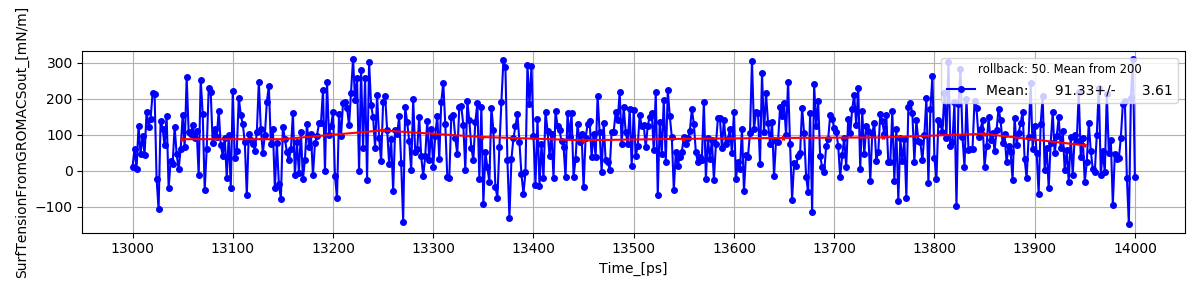 SurfTensionFromGROMACSout_[mN/m]
300
200
100
0
−100
rollback: 50. Mean from 200
Mean: 91.33+/- 3.61
13000 13100 13200 13300 13400 13500 13600 13700 13800 13900 14000
Time_[ps]